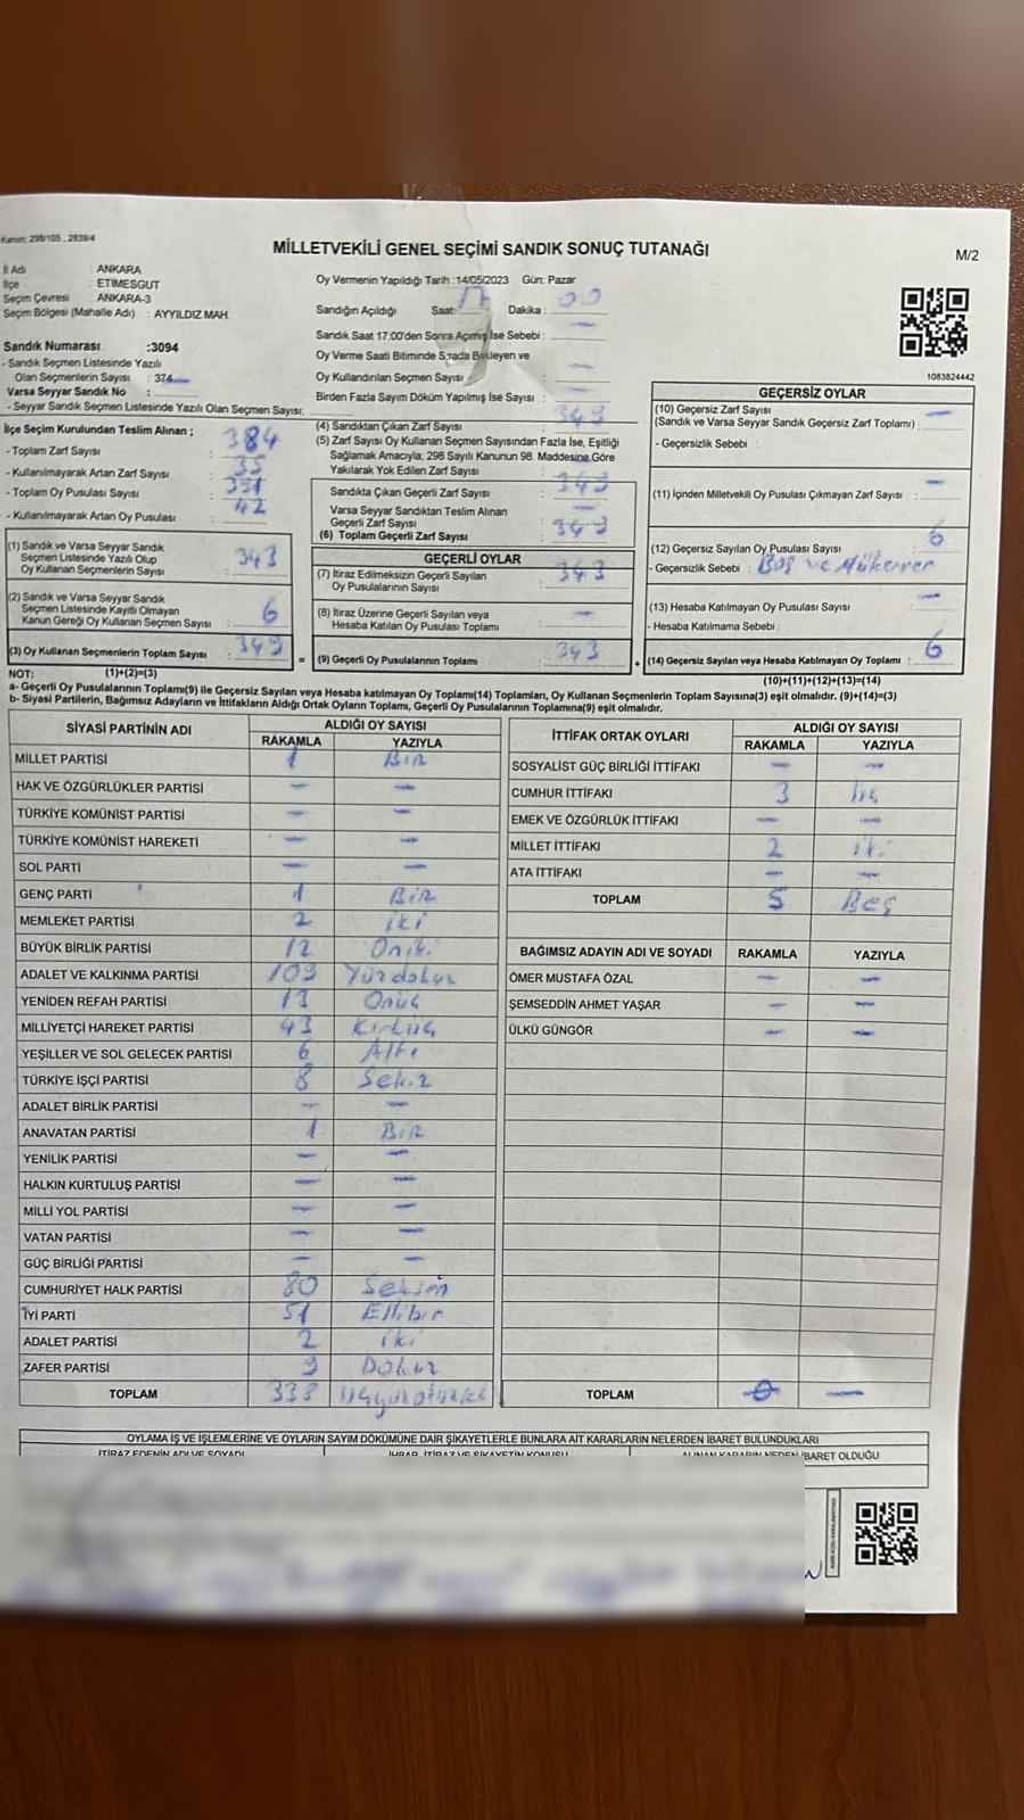 Kanun: 298/105 , 2839/4
MİLLETVEKİLİ GENEL SEÇİMİ SANDIK SONUÇ TUTANAĞI
M/2
İl Adı ANKARA
İlçe ETİMESGUT
Seçim Çevresi ANKARA-3
Seçim Bölgesi (Mahalle Adı) : AYYILDIZ MAH.
Oy Vermenin Yapıldığı Tarih :14/05/2023 Gün: Pazar
Sandığın Açıldığı Saat: 17 Dakika : 00
Sandık Saat 17:00'den Sonra Açılmış İse Sebebi : —
Oy Verme Saati Bitiminde Sırada Bekleyen ve
Oy Kullandırılan Seçmen Sayısı : —
Birden Fazla Sayım Döküm Yapılmış İse Sayısı : —
Sandık Numarası :3094
- Sandık Seçmen Listesinde Yazılı
Olan Seçmenlerin Sayısı : 374
Varsa Seyyar Sandık No :
- Seyyar Sandık Seçmen Listesinde Yazılı Olan Seçmen Sayısı:
İlçe Seçim Kurulundan Teslim Alınan ;
- Toplam Zarf Sayısı : 384
- Kullanılmayarak Artan Zarf Sayısı : 35
- Toplam Oy Pusulası Sayısı : 391
- Kullanılmayarak Artan Oy Pusulası : 42
(1) Sandık ve Varsa Seyyar Sandık
Seçmen Listesinde Yazılı Olup
Oy Kullanan Seçmenlerin Sayısı : 343
(2) Sandık ve Varsa Seyyar Sandık
Seçmen Listesinde Kayıtlı Olmayan
Kanun Gereği Oy Kullanan Seçmen Sayısı : 6
(3) Oy Kullanan Seçmenlerin Toplam Sayısı : 349
(1)+(2)=(3)
(4) Sandıktan Çıkan Zarf Sayısı : 349
(5) Zarf Sayısı Oy Kullanan Seçmen Sayısından Fazla İse, Eşitliği
Sağlamak Amacıyla; 298 Sayılı Kanunun 98. Maddesine Göre
Yakılarak Yok Edilen Zarf Sayısı :
Sandıkta Çıkan Geçerli Zarf Sayısı : 349
Varsa Seyyar Sandıktan Teslim Alınan
Geçerli Zarf Sayısı : —
(6) Toplam Geçerli Zarf Sayısı : 349
GEÇERLİ OYLAR
(7) İtiraz Edilmeksizin Geçerli Sayılan
Oy Pusulalarının Sayısı : 343
(8) İtiraz Üzerine Geçerli Sayılan veya
Hesaba Katılan Oy Pusulası Toplamı : —
= (9) Geçerli Oy Pusulalarının Toplamı : 343
1083824442
GEÇERSİZ OYLAR
(10) Geçersiz Zarf Sayısı —
(Sandık ve Varsa Seyyar Sandık Geçersiz Zarf Toplamı) :
- Geçersizlik Sebebi :
(11) İçinden Milletvekili Oy Pusulası Çıkmayan Zarf Sayısı : —
(12) Geçersiz Sayılan Oy Pusulası Sayısı : 6
- Geçersizlik Sebebi : Boş ve Mükerrer
(13) Hesaba Katılmayan Oy Pusulası Sayısı : —
- Hesaba Katılmama Sebebi :
+ (14) Geçersiz Sayılan veya Hesaba Katılmayan Oy Toplamı : 6
(10)+(11)+(12)+(13)=(14)
NOT:
a- Geçerli Oy Pusulalarının Toplamı(9) ile Geçersiz Sayılan veya Hesaba katılmayan Oy Toplamı(14) Toplamları, Oy Kullanan Seçmenlerin Toplam Sayısına(3) eşit olmalıdır. (9)+(14)=(3)
b- Siyasi Partilerin, Bağımsız Adayların ve İttifakların Aldığı Ortak Oyların Toplamı, Geçerli Oy Pusulalarının Toplamına(9) eşit olmalıdır.
SİYASİ PARTİNİN ADI ALDIĞI OY SAYISI
RAKAMLA YAZIYLA
MİLLET PARTİSİ 1 Bir
HAK VE ÖZGÜRLÜKLER PARTİSİ — —
TÜRKİYE KOMÜNİST PARTİSİ — —
TÜRKİYE KOMÜNİST HAREKETİ — —
SOL PARTİ — —
GENÇ PARTİ 1 Bir
MEMLEKET PARTİSİ 2 iki
BÜYÜK BİRLİK PARTİSİ 12 Oniki
ADALET VE KALKINMA PARTİSİ 109 Yüzdokuz
YENİDEN REFAH PARTİSİ 13 Onüç
MİLLİYETÇİ HAREKET PARTİSİ 43 Kırküç
YEŞİLLER VE SOL GELECEK PARTİSİ 6 Altı
TÜRKİYE İŞÇİ PARTİSİ 8 Sekiz
ADALET BİRLİK PARTİSİ — —
ANAVATAN PARTİSİ 1 Bir
YENİLİK PARTİSİ — —
HALKIN KURTULUŞ PARTİSİ — —
MİLLİ YOL PARTİSİ — —
VATAN PARTİSİ — —
GÜÇ BİRLİĞİ PARTİSİ — —
CUMHURİYET HALK PARTİSİ 80 Seksen
İYİ PARTİ 51 Ellibir
ADALET PARTİSİ 2 iki
ZAFER PARTİSİ 9 Dokuz
TOPLAM 338
İTTİFAK ORTAK OYLARI ALDIĞI OY SAYISI
RAKAMLA YAZIYLA
SOSYALİST GÜÇ BİRLİĞİ İTTİFAKI — —
CUMHUR İTTİFAKI 3 üç
EMEK VE ÖZGÜRLÜK İTTİFAKI — —
MİLLET İTTİFAKI 2 iki
ATA İTTİFAKI — —
TOPLAM 5 Beş
BAĞIMSIZ ADAYIN ADI VE SOYADI RAKAMLA YAZIYLA
ÖMER MUSTAFA ÖZAL — —
ŞEMSEDDİN AHMET YAŞAR — —
ÜLKÜ GÜNGÖR — —
TOPLAM 0 —
OYLAMA İŞ VE İŞLEMLERİNE VE OYLARIN SAYIM DÖKÜMÜNE DAİR ŞİKAYETLERLE BUNLARA AİT KARARLARIN NELERDEN İBARET BULUNDUKLARI
İTİRAZ EDENİN ADI VE SOYADI İHBAR, İTİRAZ VE ŞİKAYETİN KONUSU ALINAN KARARIN NEDEN İBARET OLDUĞU